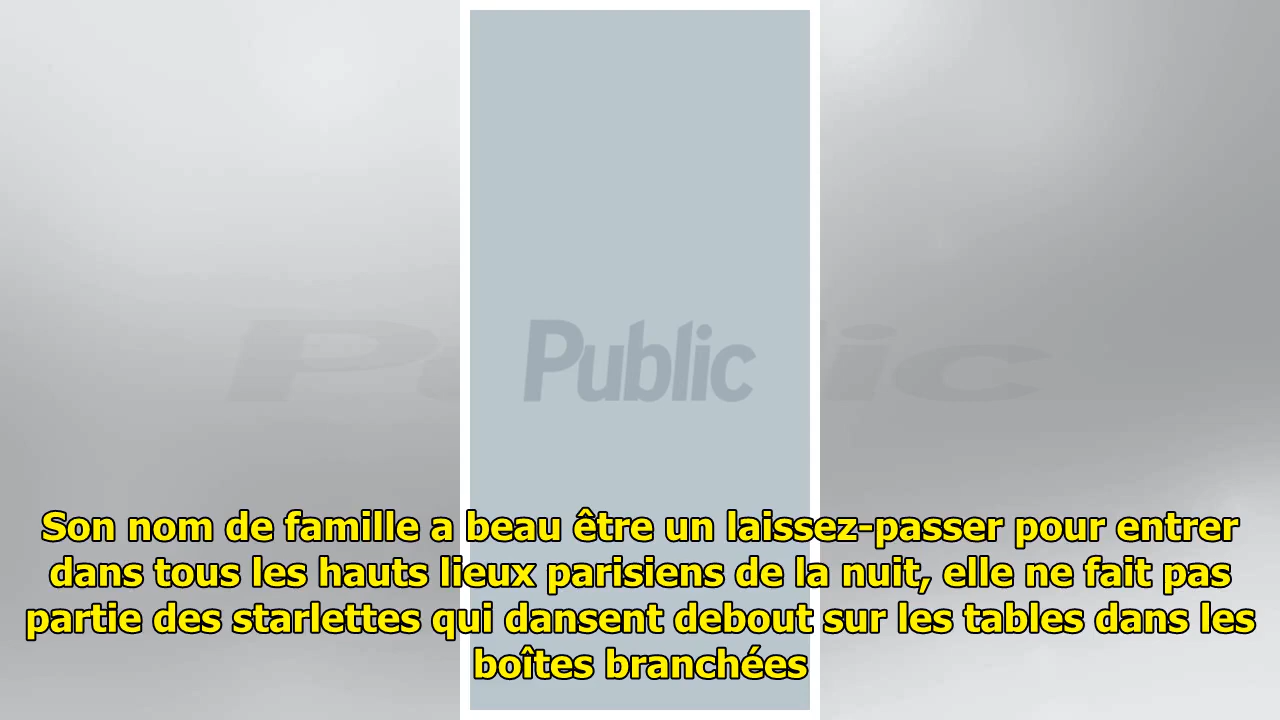 Public
Son nom de famille a beau être un laissez-passer pour entrer
dans tous les hauts lieux parisiens de la nuit, elle ne fait pas
partie des starlettes qui dansent debout sur les tables dans les
boîtes branchées